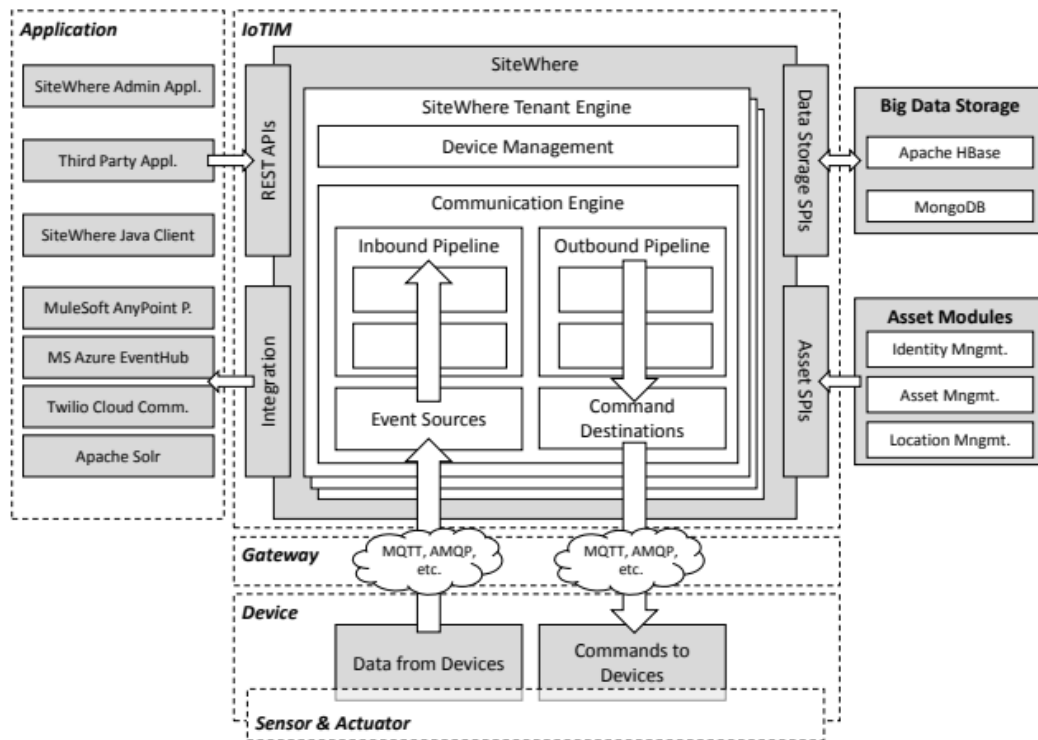 Application
SiteWhere Admin Appl.
Third Party Appl.
SiteWhere Java Client
MuleSoft AnyPoint P.
MS Azure EventHub
Twilio Cloud Comm.
Apache Solr
IoTIM
REST APIs
Integration
SiteWhere
SiteWhere Tenant Engine
Device Management
Communication Engine
Inbound Pipeline
Event Sources
Outbound Pipeline
Command
Destinations
Data Storage SPIs
Asset SPIs
Big Data Storage
Apache HBase
MongoDB
Asset Modules
Identity Mngmt.
Asset Mngmt.
Location Mngmt.
Gateway
MQTT, AMQP,
etc.
MQTT, AMQP,
etc.
Device
Data from Devices
Commands to
Devices
Sensor & Actuator